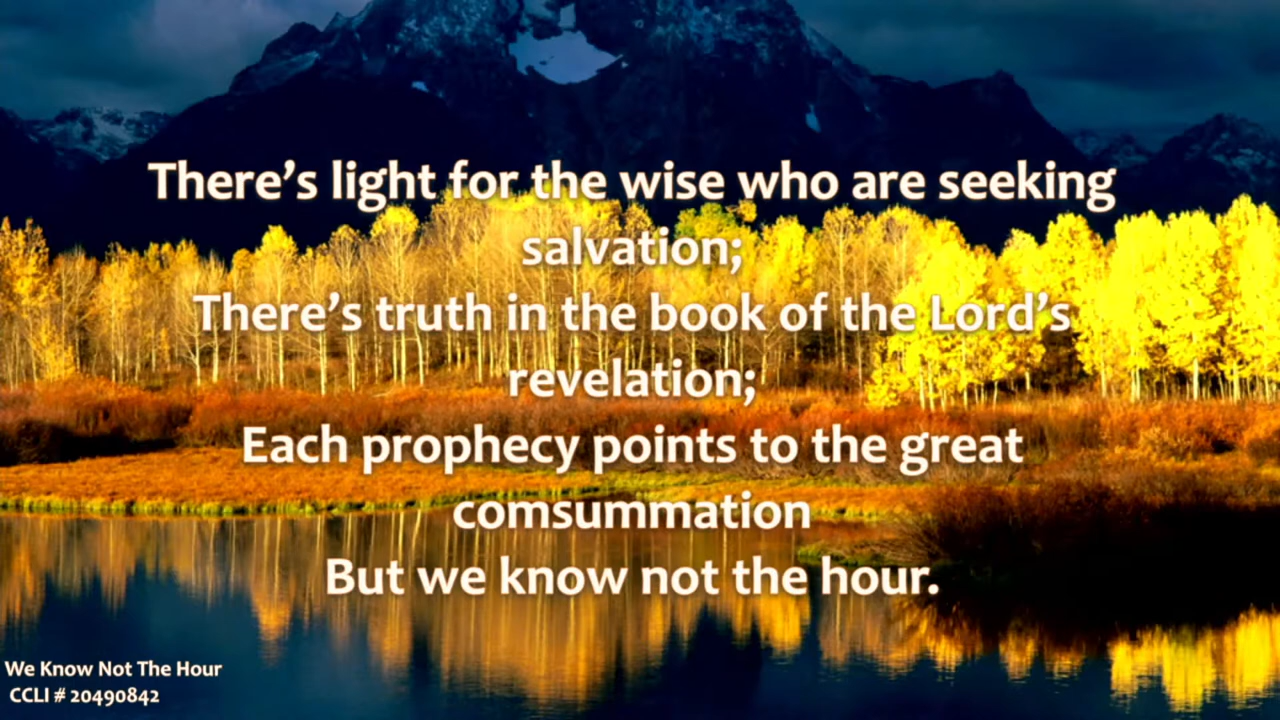 There's light for the wise who are seeking
salvation;
There's truth in the book of the Lord's
revelation;
Each prophecy points to the great
comsummation
But we know not the hour.
We Know Not The Hour
CCLI # 20490842